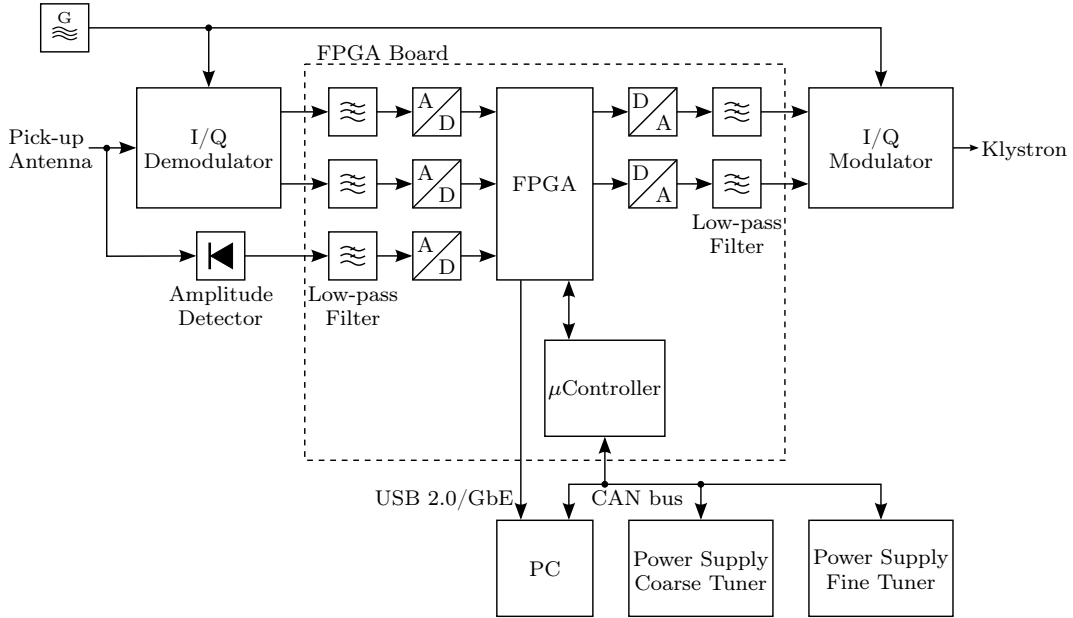 G
FPGA Board
Pick-up
Antenna
I/Q
Demodulator
A
D
A
D
A
D
FPGA
D
A
D
A
I/Q
Modulator
Klystron
Low-pass
Filter
Amplitude
Detector
Low-pass
Filter
μController
USB 2.0/GbE
CAN bus
PC
Power Supply
Coarse Tuner
Power Supply
Fine Tuner